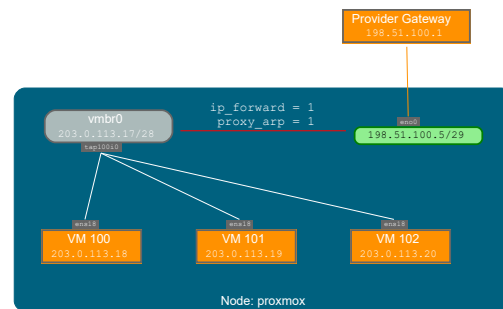 Provider Gateway
198.51.100.1
vmbr0
203.0.113.17/28
tap100i0
ip_forward = 1
proxy_arp = 1
eno0
198.51.100.5/29
ens18
VM 100
203.0.113.18
ens18
VM 101
203.0.113.19
ens18
VM 102
203.0.113.20
Node: proxmox